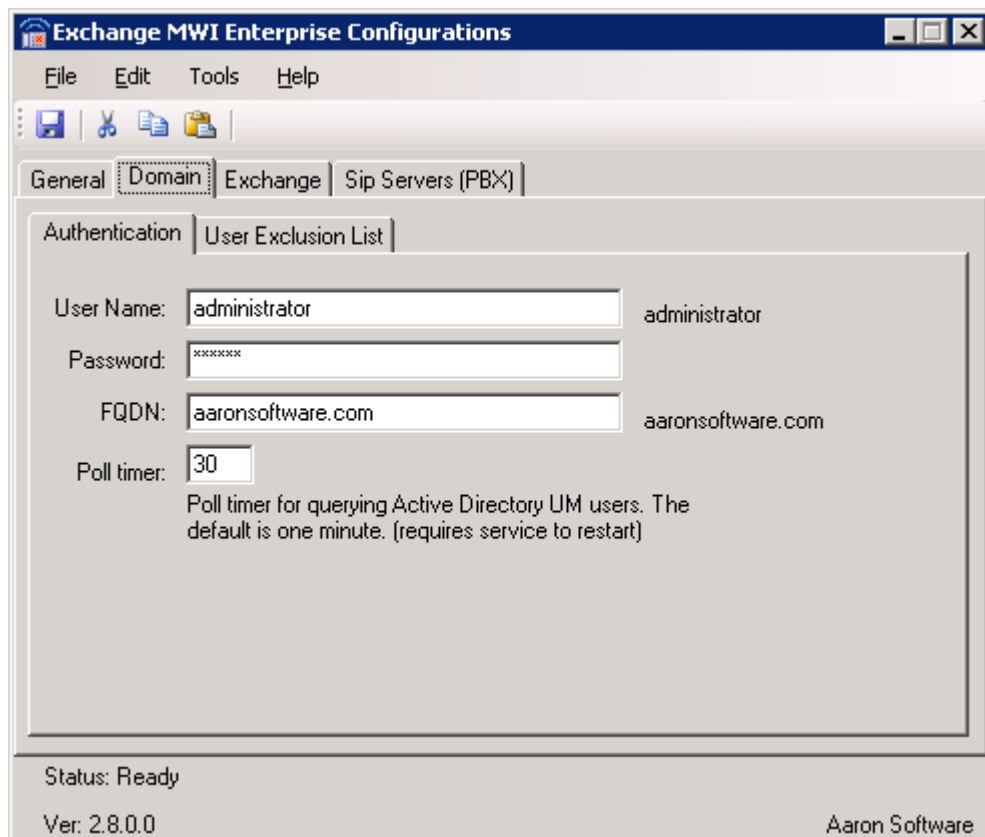 Exchange MWI Enterprise Configurations
File Edit Tools Help
General Domain Exchange Sip Servers (PBX)
Authentication User Exclusion List
User Name: administrator administrator
Password: ******
FQDN: aaronsoftware.com aaronsoftware.com
Poll timer: 30
Poll timer for querying Active Directory UM users. The
default is one minute. (requires service to restart)
Status: Ready
Ver: 2.8.0.0 Aaron Software